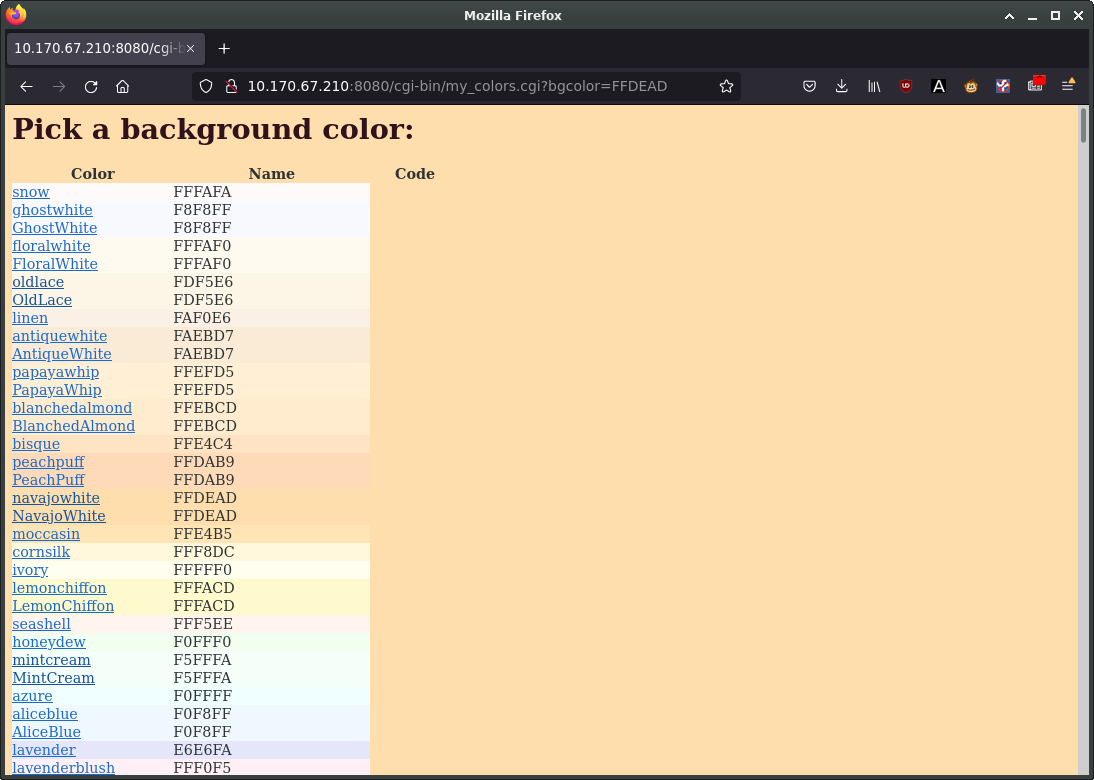 Mozilla Firefox
10.170.67.210:8080/cgi-b
10.170.67.210:8080/cgi-bin/my_colors.cgi?bgcolor=FFDEAD
Pick a background color:
Color Name Code
snow FFFAFA
ghostwhite F8F8FF
GhostWhite F8F8FF
floralwhite FFFAF0
FloralWhite FFFAF0
oldlace FDF5E6
OldLace FDF5E6
linen FAF0E6
antiquewhite FAEBD7
AntiqueWhite FAEBD7
papayawhip FFEFD5
PapayaWhip FFEFD5
blanchedalmond FFEBCD
BlanchedAlmond FFEBCD
bisque FFE4C4
peachpuff FFDAB9
PeachPuff FFDAB9
navajowhite FFDEAD
NavajoWhite FFDEAD
moccasin FFE4B5
cornsilk FFF8DC
ivory FFFFF0
lemonchiffon FFFACD
LemonChiffon FFFACD
seashell FFF5EE
honeydew F0FFF0
mintcream F5FFFA
MintCream F5FFFA
azure F0FFFF
aliceblue F0F8FF
AliceBlue F0F8FF
lavender E6E6FA
lavenderblush FFF0F5